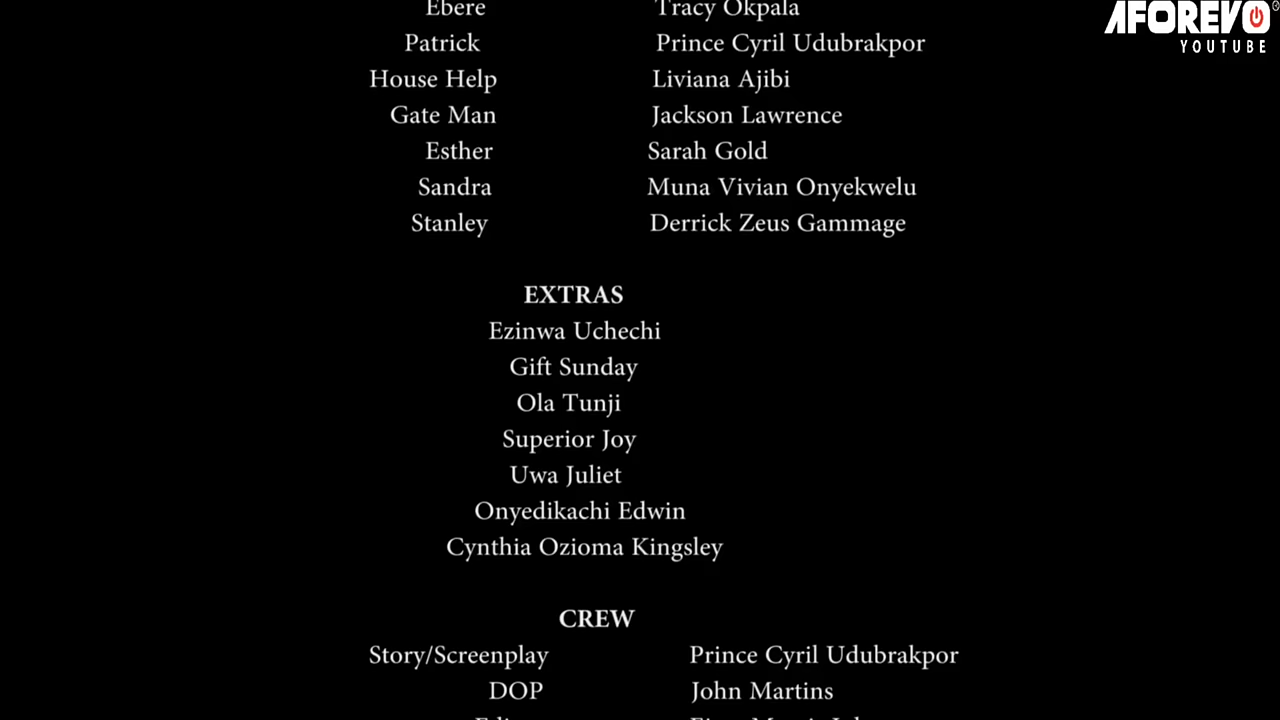 AFOREVO
YOUTUBE
Ebere Tracy Okpala
Patrick Prince Cyril Udubrakpor
House Help Liviana Ajibi
Gate Man Jackson Lawrence
Esther Sarah Gold
Sandra Muna Vivian Onyekwelu
Stanley Derrick Zeus Gammage
EXTRAS
Ezinwa Uchechi
Gift Sunday
Ola Tunji
Superior Joy
Uwa Juliet
Onyedikachi Edwin
Cynthia Ozioma Kingsley
CREW
Story/Screenplay Prince Cyril Udubrakpor
DOP John Martins